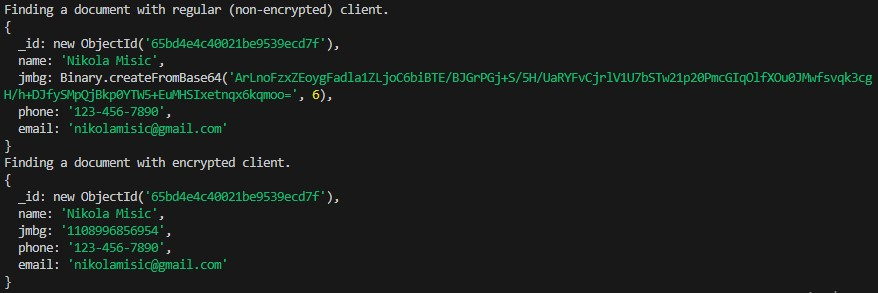 Finding a document with regular (non-encrypted) client.
{
  _id: new ObjectId('65bd4e4c40021be9539ecd7f'),
  name: 'Nikola Misic',
  jmbg: Binary.createFromBase64('ArLnoFzxZEoygFadla1ZLjoC6biBTE/BJGrPGj+S/5H/UaRYFvCjrlV1U7bSTw21p20PmcGIqOlfXOu0JMwfsvqk3cg
H/h+DJfySMpQjBkp0YTW5+EuMHSIxetnqx6kqmoo=', 6),
  phone: '123-456-7890',
  email: 'nikolamisic@gmail.com'
}
Finding a document with encrypted client.
{
  _id: new ObjectId('65bd4e4c40021be9539ecd7f'),
  name: 'Nikola Misic',
  jmbg: '1108996856954',
  phone: '123-456-7890',
  email: 'nikolamisic@gmail.com'
}